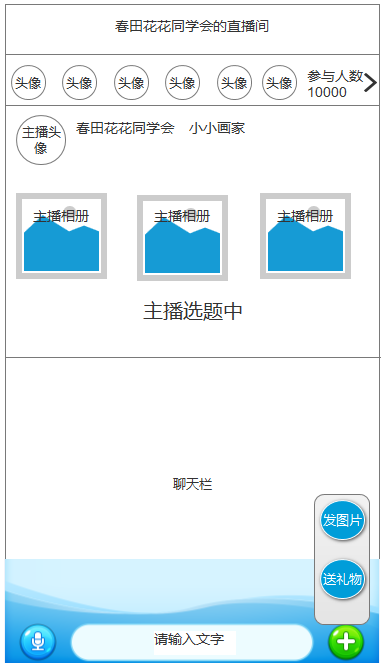 春田花花同学会的直播间
头像 头像 头像 头像 头像 头像 参与人数
10000
主播头
像
春田花花同学会 小小画家
主播相册 主播相册 主播相册
主播选题中
聊天栏
发图片
送礼物
请输入文字